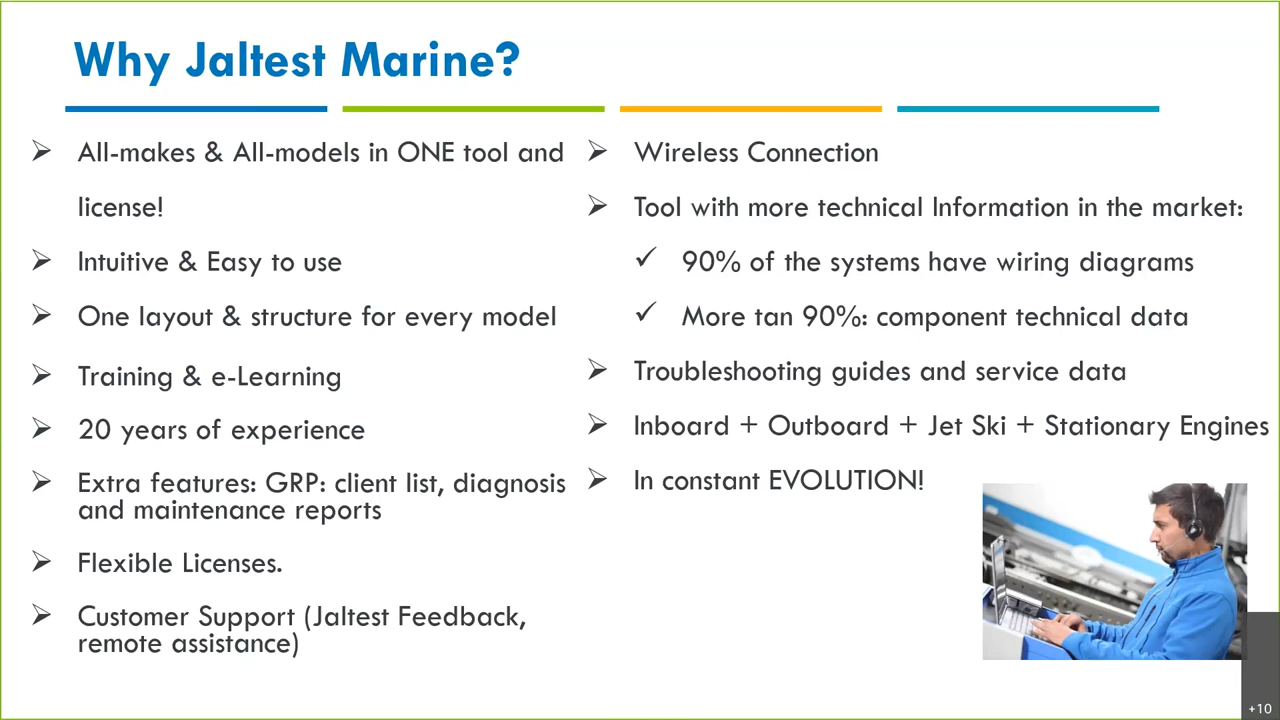 Why Jaltest Marine?
All-makes & All-models in ONE tool and
license!
Intuitive & Easy to use
One layout & structure for every model
Training & e-Learning
20 years of experience
Extra features: GRP: client list, diagnosis
and maintenance reports
Flexible Licenses.
Customer Support (Jaltest Feedback,
remote assistance)
Wireless Connection
Tool with more technical Information in the market:
90% of the systems have wiring diagrams
More tan 90%: component technical data
Troubleshooting guides and service data
Inboard + Outboard + Jet Ski + Stationary Engines
In constant EVOLUTION!
+10